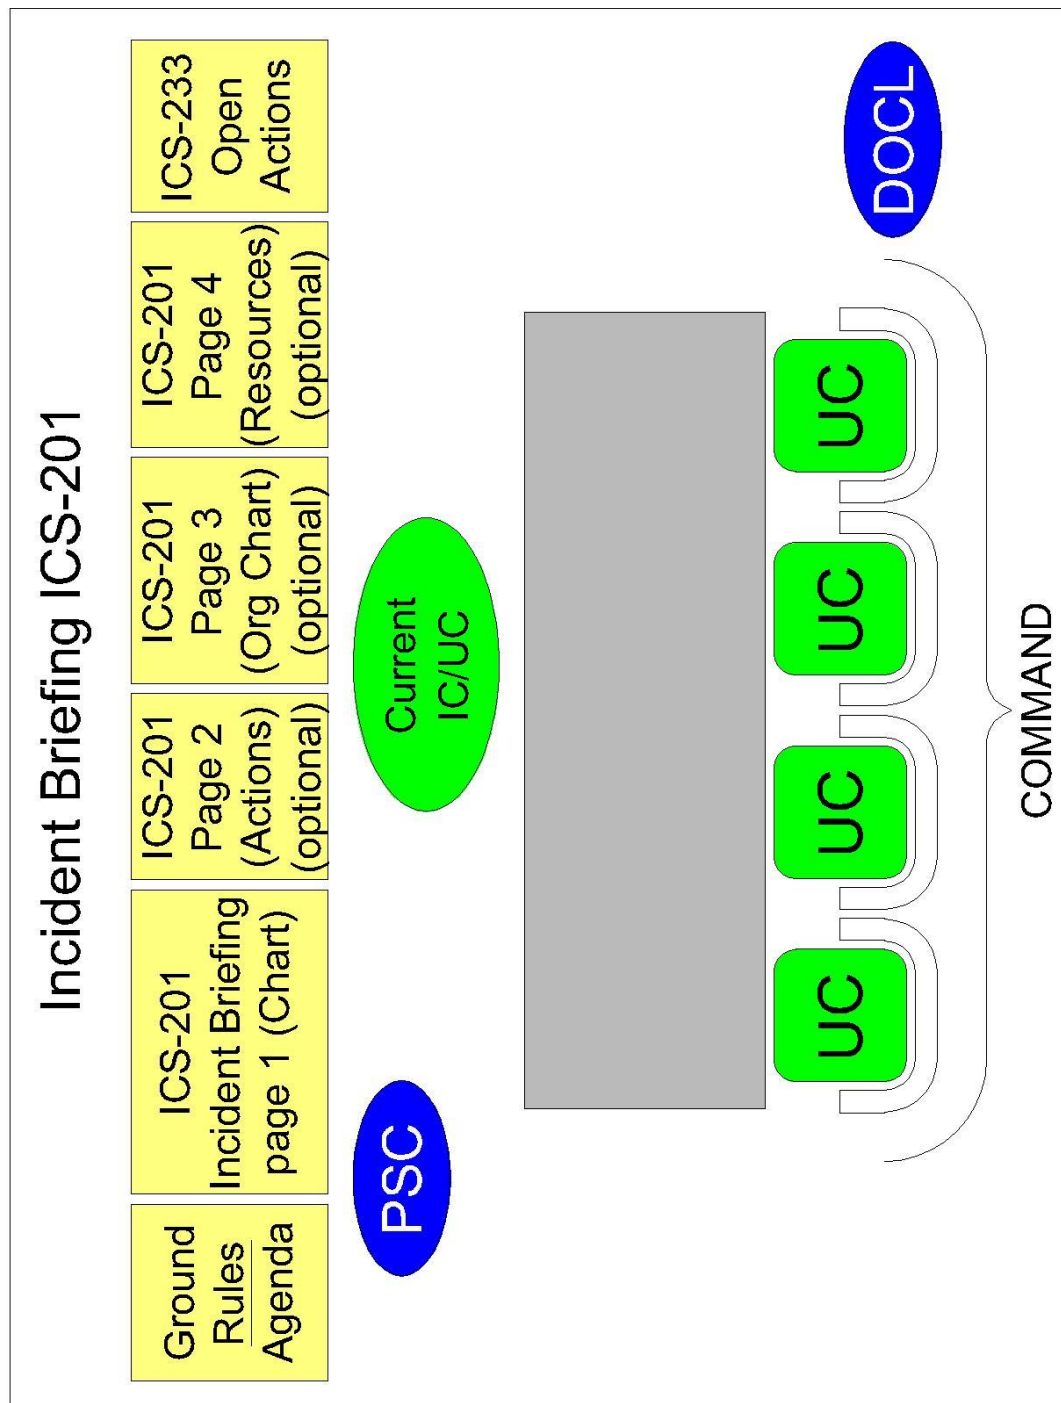 Incident Briefing ICS-201
Ground
Rules
Agenda
ICS-201
Incident Briefing
page 1 (Chart)
ICS-201
Page 2
(Actions)
(optional)
ICS-201
Page 3
(Org Chart)
(optional)
ICS-201
Page 4
(Resources)
(optional)
ICS-233
Open
Actions
PSC
Current
IC/UC
UC
UC
UC
UC
DOCL
COMMAND